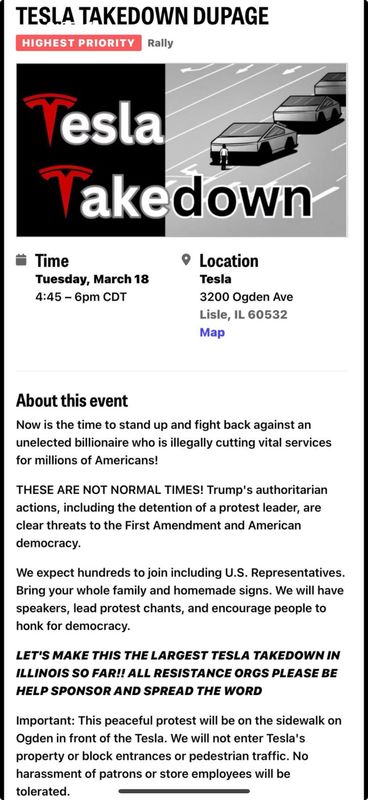 TESLA TAKEDOWN DUPAGE
HIGHEST PRIORITY Rally
Tesla
Takedown
Time
Tuesday, March 18
4:45 – 6pm CDT
Location
Tesla
3200 Ogden Ave
Lisle, IL 60532
Map
About this event
Now is the time to stand up and fight back against an
unelected billionaire who is illegally cutting vital services
for millions of Americans!
THESE ARE NOT NORMAL TIMES! Trump's authoritarian
actions, including the detention of a protest leader, are
clear threats to the First Amendment and American
democracy.
We expect hundreds to join including U.S. Representatives.
Bring your whole family and homemade signs. We will have
speakers, lead protest chants, and encourage people to
honk for democracy.
LET'S MAKE THIS THE LARGEST TESLA TAKEDOWN IN
ILLINOIS SO FAR!! ALL RESISTANCE ORGS PLEASE BE
HELP SPONSOR AND SPREAD THE WORD
Important: This peaceful protest will be on the sidewalk on
Ogden in front of the Tesla. We will not enter Tesla's
property or block entrances or pedestrian traffic. No
harassment of patrons or store employees will be
tolerated.